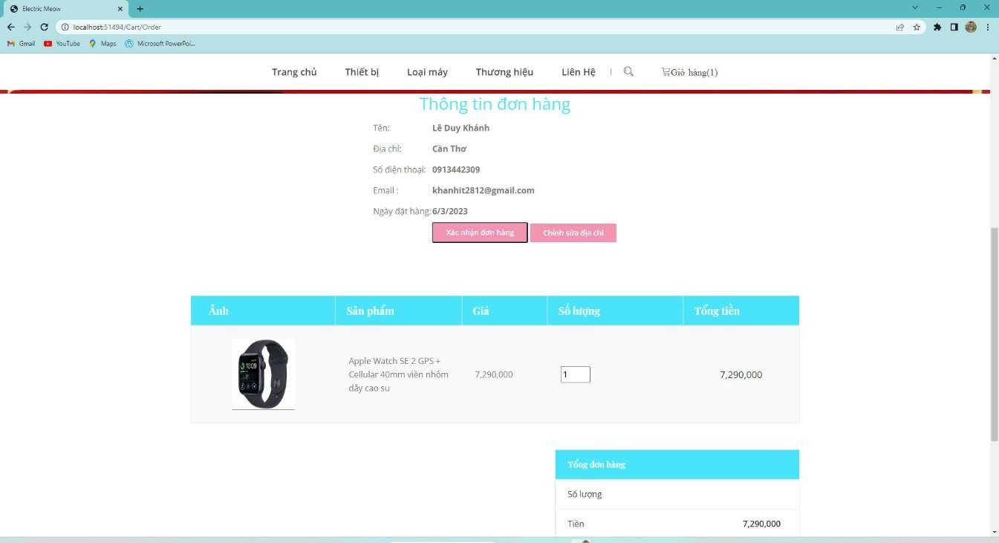 Electric Meow
localhost:51494/Cart/Order
Gmail YouTube Maps Microsoft PowerPoi...
Trang chủ Thiết bị Loại máy Thương hiệu Liên Hệ | Giỏ hàng(1)
Thông tin đơn hàng
Tên: Lê Duy Khánh
Địa chỉ: Cần Thơ
Số điện thoại: 0913442309
Email : khanhit2812@gmail.com
Ngày đặt hàng: 6/3/2023
Xác nhận đơn hàng Chỉnh sửa địa chỉ
Ảnh Sản phẩm Giá Số lượng Tổng tiền
10:09
Apple Watch SE 2 GPS +
Cellular 40mm viền nhôm
dây cao su
7,290,000 1 7,290,000
Tổng đơn hàng
Số lượng
Tiền 7,290,000